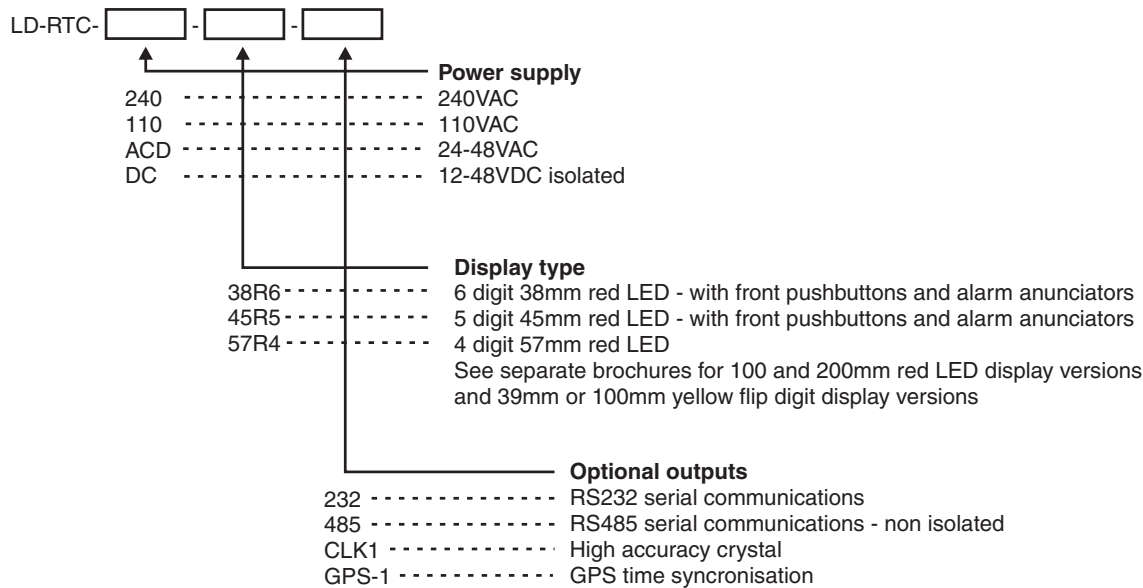 LD-RTC- - -
Power supply
240 240VAC
110 110VAC
ACD 24-48VAC
DC 12-48VDC isolated
Display type
38R6 6 digit 38mm red LED - with front pushbuttons and alarm anunciators
45R5 5 digit 45mm red LED - with front pushbuttons and alarm anunciators
57R4 4 digit 57mm red LED
See separate brochures for 100 and 200mm red LED display versions
and 39mm or 100mm yellow flip digit display versions
Optional outputs
232 RS232 serial communications
485 RS485 serial communications - non isolated
CLK1 High accuracy crystal
GPS-1 GPS time syncronisation